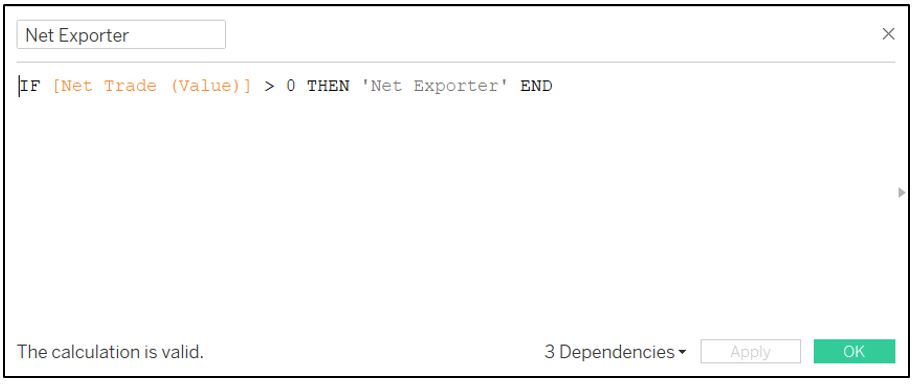 Net Exporter
IF [Net Trade (Value)] > 0 THEN 'Net Exporter' END
The calculation is valid. 3 Dependencies Apply OK